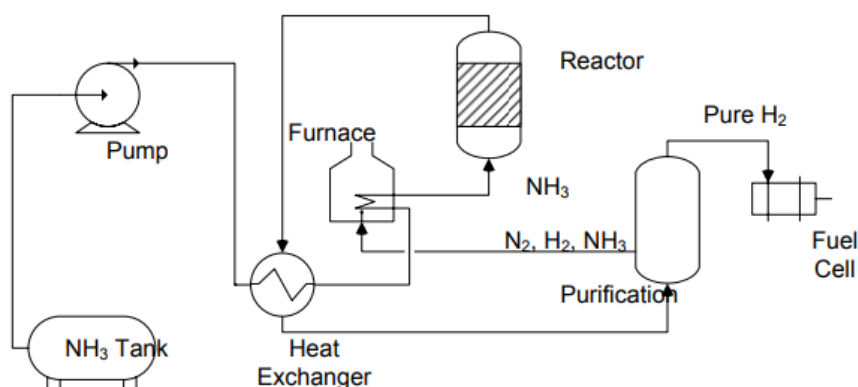 Reactor
Pure H₂
Furnace
Pump
NH₃
N₂, H₂, NH₃
Fuel
Cell
Purification
NH₃ Tank
Heat
Exchanger